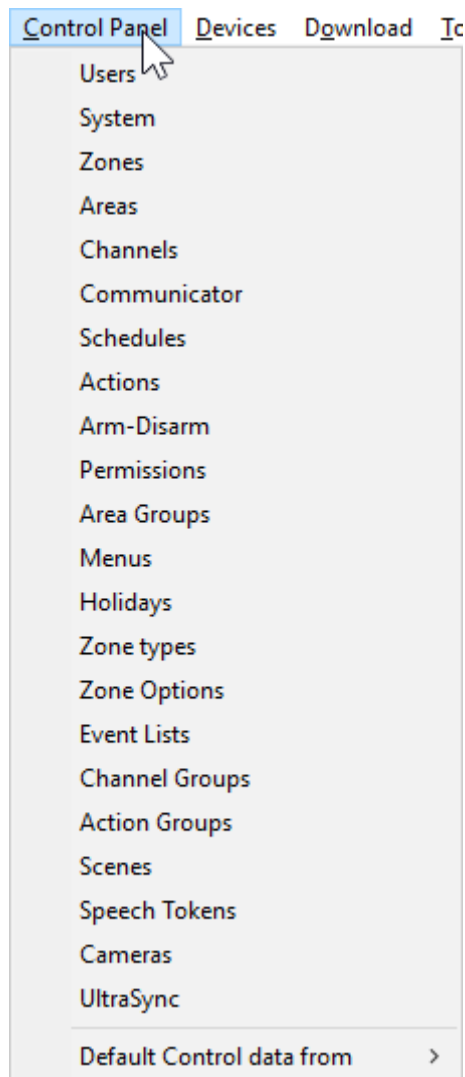 Control Panel Devices Download To
Users
System
Zones
Areas
Channels
Communicator
Schedules
Actions
Arm-Disarm
Permissions
Area Groups
Menus
Holidays
Zone types
Zone Options
Event Lists
Channel Groups
Action Groups
Scenes
Speech Tokens
Cameras
UltraSync
Default Control data from >